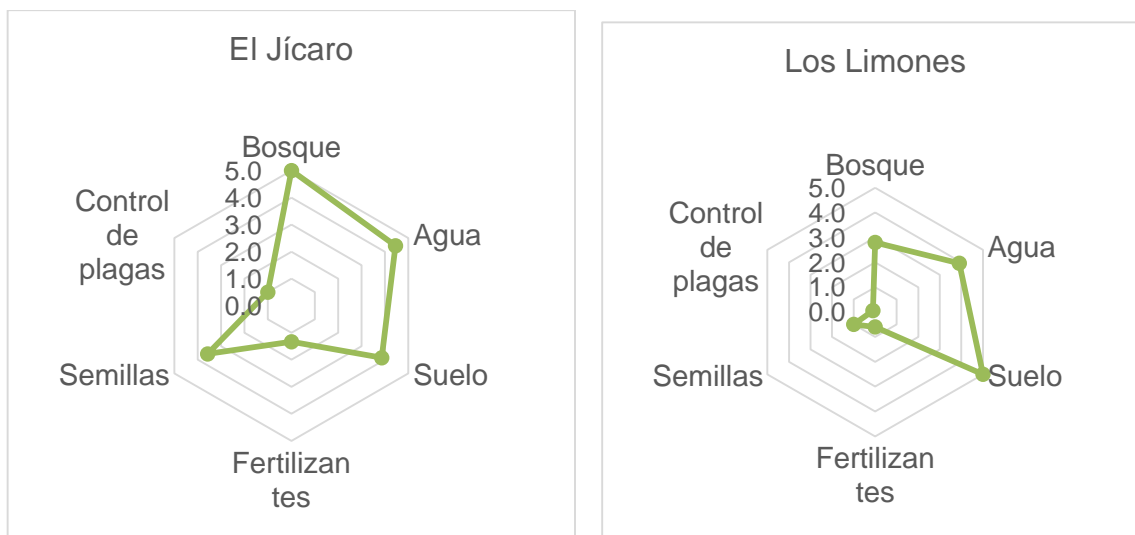 El Jícaro
Bosque
5.0
4.0
3.0
2.0
1.0
0.0
Agua
Suelo
Fertilizan
tes
Semillas
Control
de
plagas
Los Limones
Bosque
5.0
4.0
3.0
2.0
1.0
0.0
Agua
Suelo
Fertilizan
tes
Semillas
Control
de
plagas